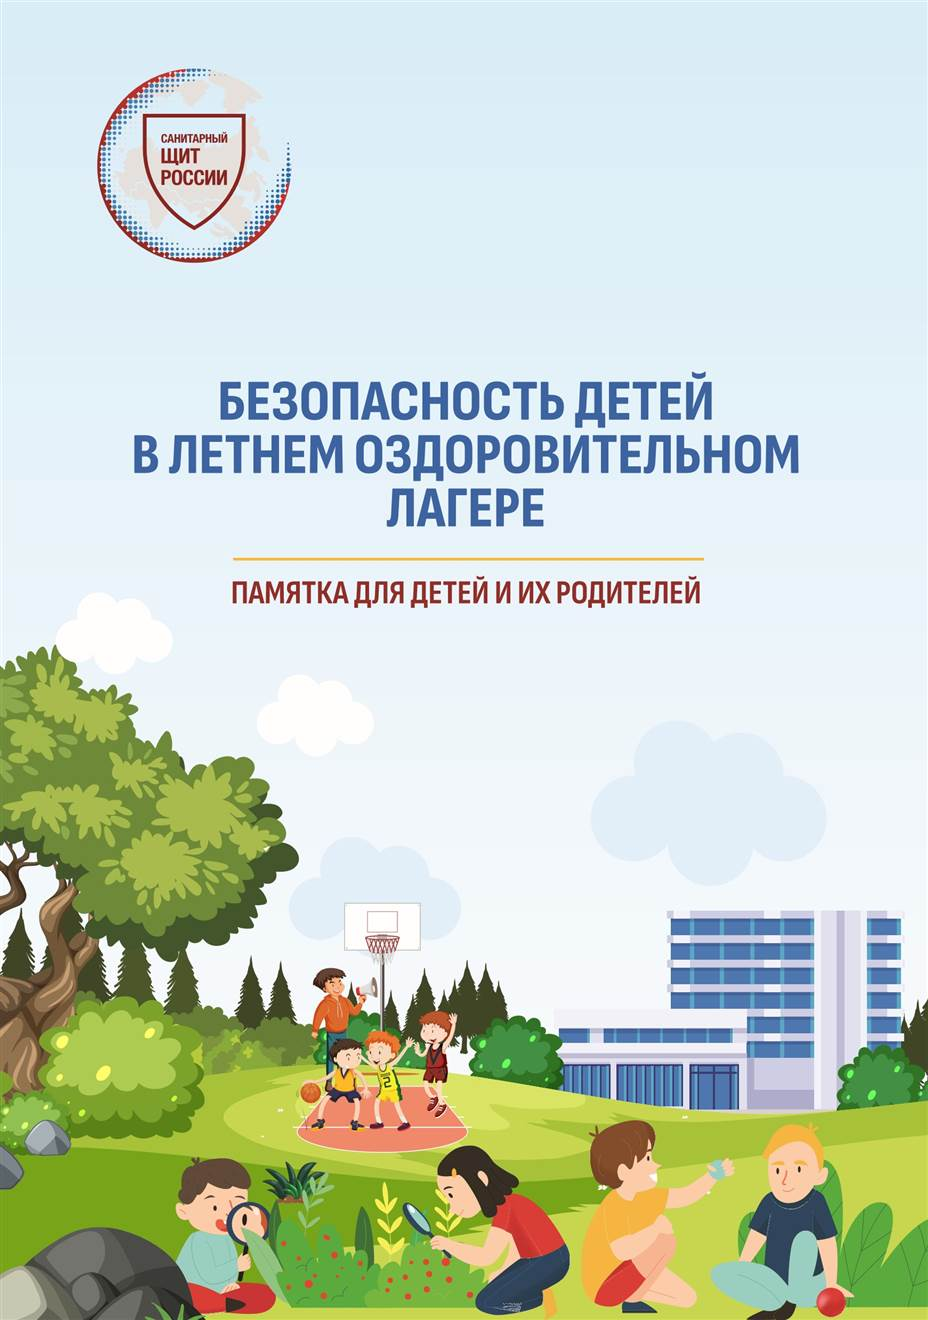 САНИТАРНЫЙ
ЩИТ
РОССИИ
БЕЗОПАСНОСТЬ ДЕТЕЙ
В ЛЕТНЕМ ОЗДОРОВИТЕЛЬНОМ
ЛАГЕРЕ
ПАМЯТКА ДЛЯ ДЕТЕЙ И ИХ РОДИТЕЛЕЙ
2